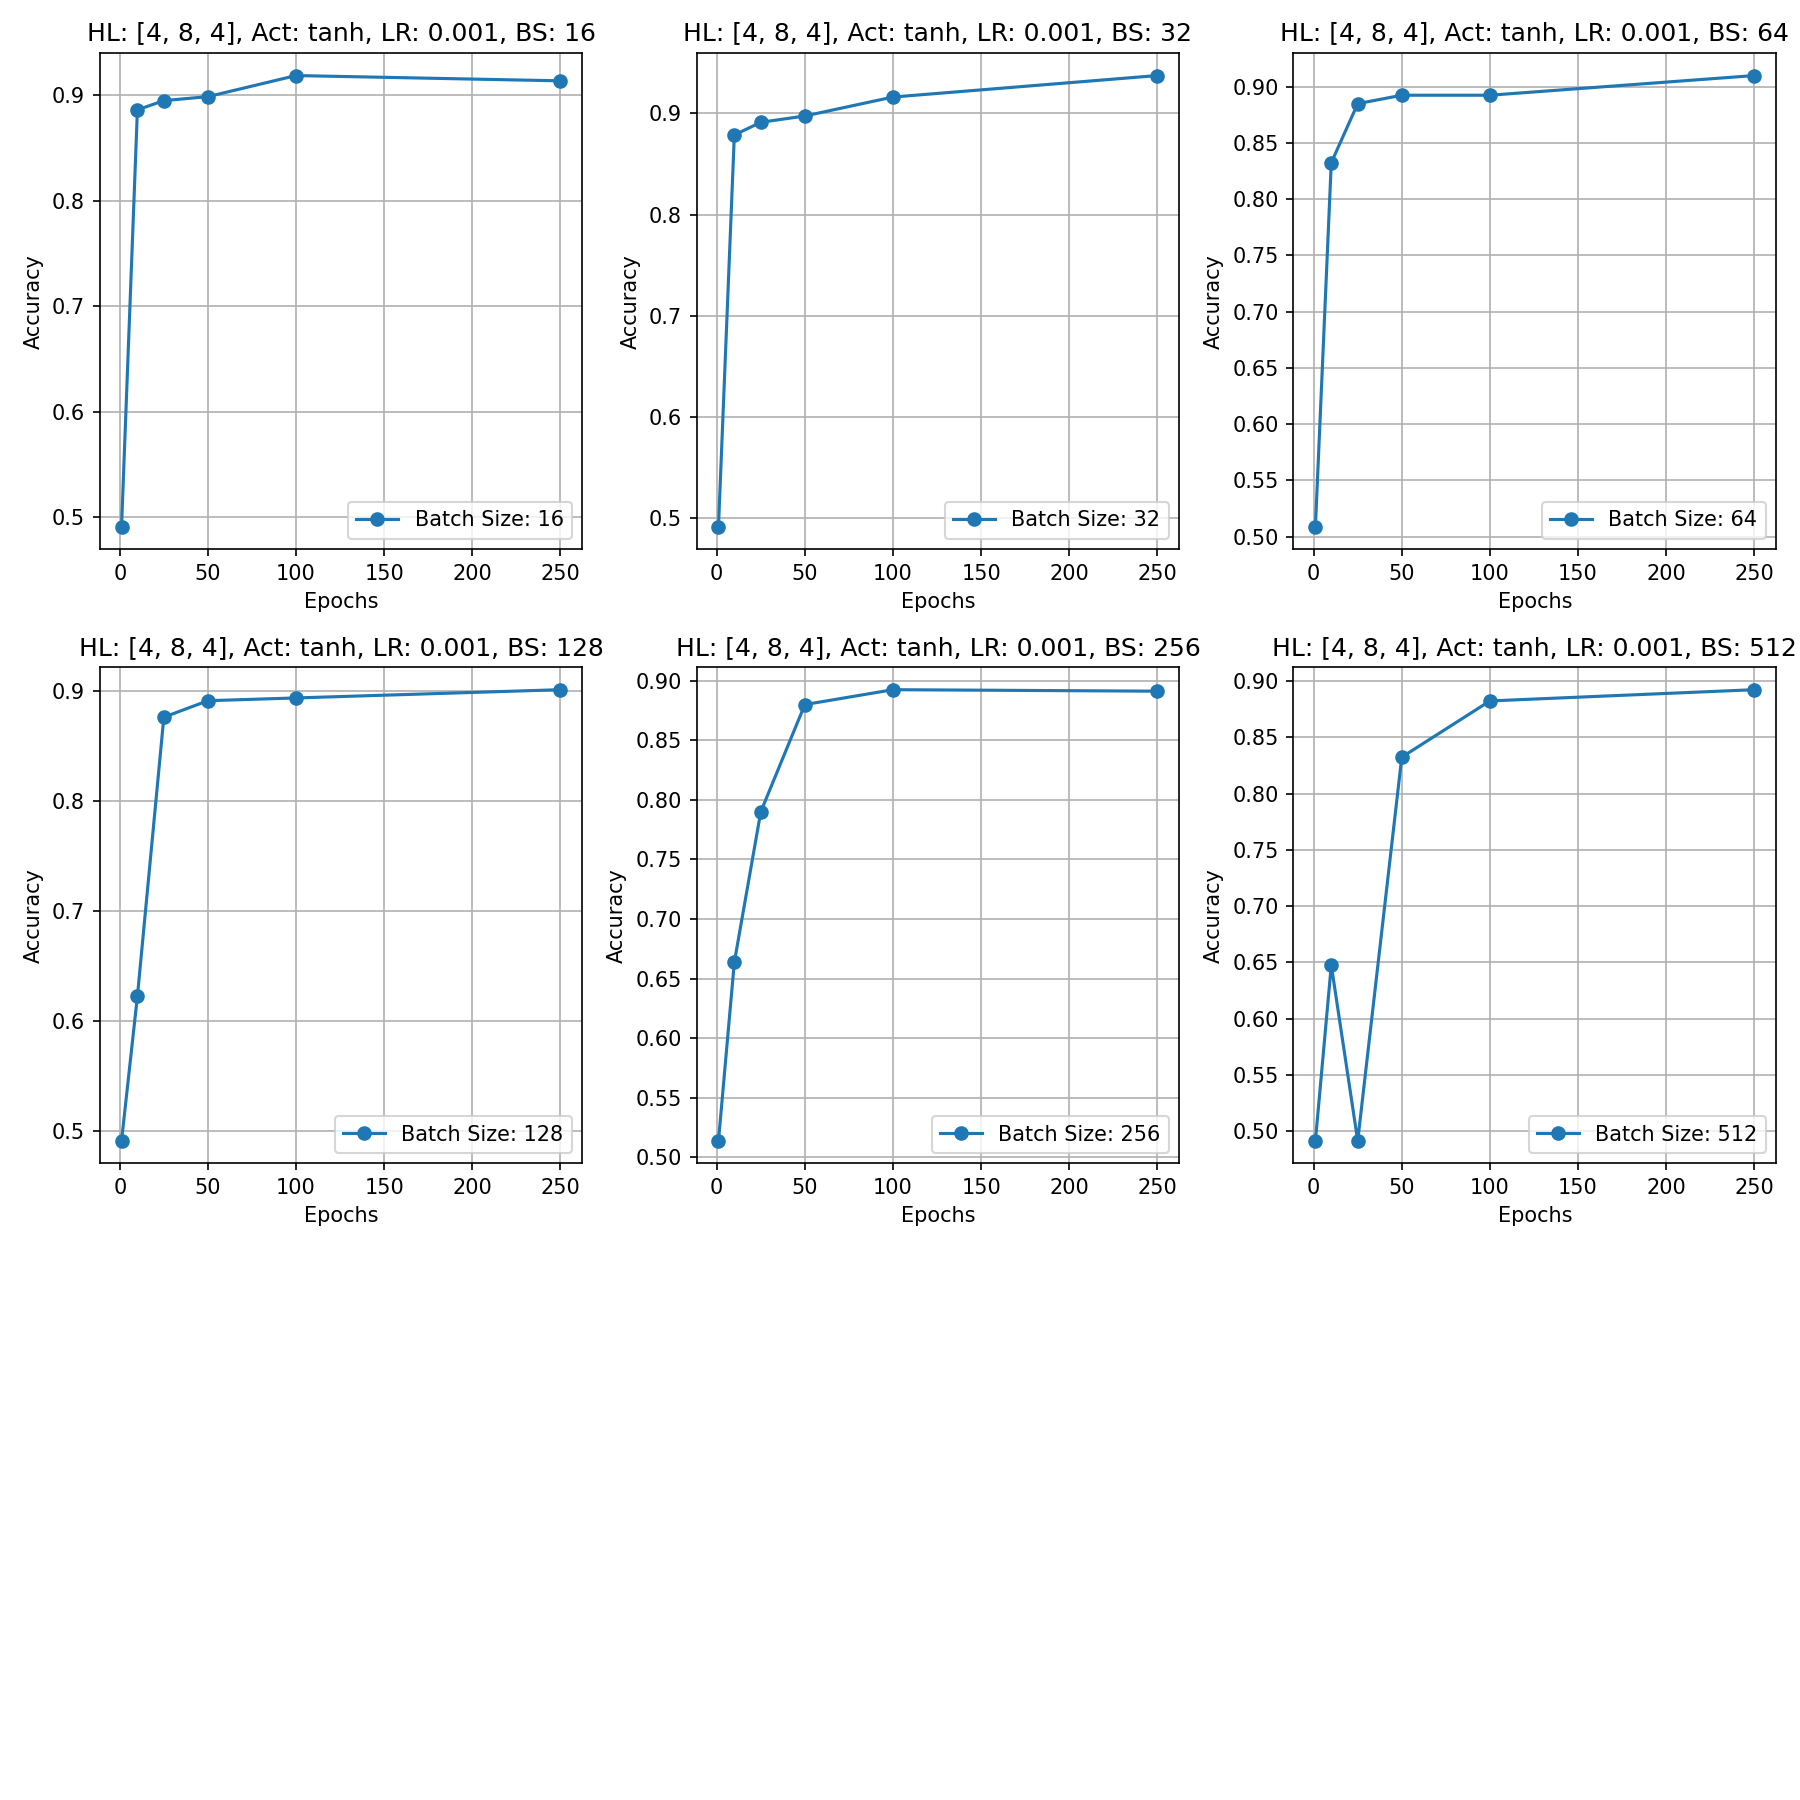 HL: [4, 8, 4], Act: tanh, LR: 0.001, BS: 16
0.9
0.8
0.7
0.6
0.5
Accuracy
Batch Size: 16
0 50 100 150 200 250
Epochs
HL: [4, 8, 4], Act: tanh, LR: 0.001, BS: 32
0.9
0.8
0.7
0.6
0.5
Accuracy
Batch Size: 32
0 50 100 150 200 250
Epochs
HL: [4, 8, 4], Act: tanh, LR: 0.001, BS: 64
0.90
0.85
0.80
0.75
0.70
0.65
0.60
0.55
0.50
Accuracy
Batch Size: 64
0 50 100 150 200 250
Epochs
HL: [4, 8, 4], Act: tanh, LR: 0.001, BS: 128
0.9
0.8
0.7
0.6
0.5
Accuracy
Batch Size: 128
0 50 100 150 200 250
Epochs
HL: [4, 8, 4], Act: tanh, LR: 0.001, BS: 256
0.90
0.85
0.80
0.75
0.70
0.65
0.60
0.55
0.50
Accuracy
Batch Size: 256
0 50 100 150 200 250
Epochs
HL: [4, 8, 4], Act: tanh, LR: 0.001, BS: 512
0.90
0.85
0.80
0.75
0.70
0.65
0.60
0.55
0.50
Accuracy
Batch Size: 512
0 50 100 150 200 250
Epochs